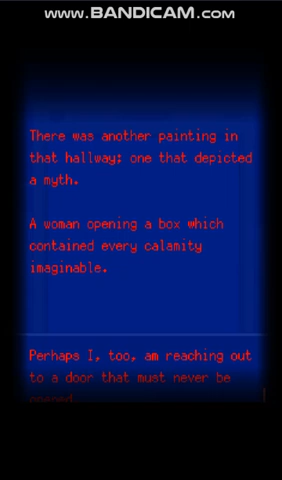 www.BANDICAM.com
There was another painting in
that hallway; one that depicted
a myth.
A woman opening a box which
contained every calamity
imaginable.
Perhaps I, too, am reaching out
to a door that must never be
opened